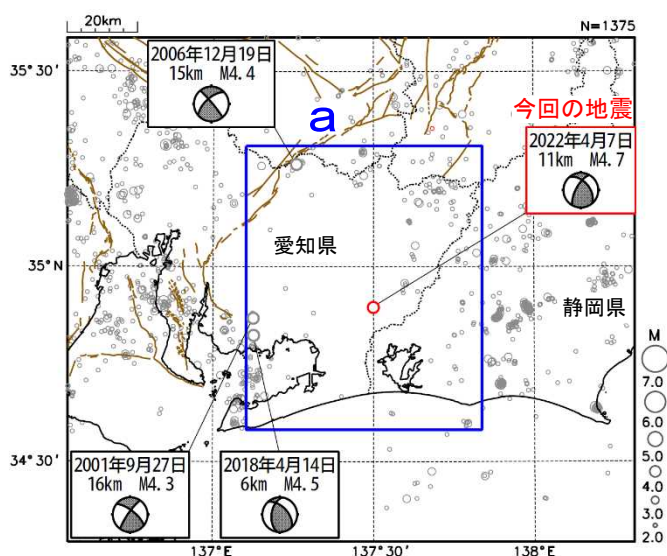 20km
N=1375
35°30′
2006年12月19日
15km M4.4
a
今回の地震
2022年4月7日
11km M4.7
愛知県
35°N
静岡県
M
7.0
6.0
5.0
4.0
3.0
2.0
34°30′
2001年9月27日
16km M4.3
2018年4月14日
6km M4.5
137°E
137°30′
138°E